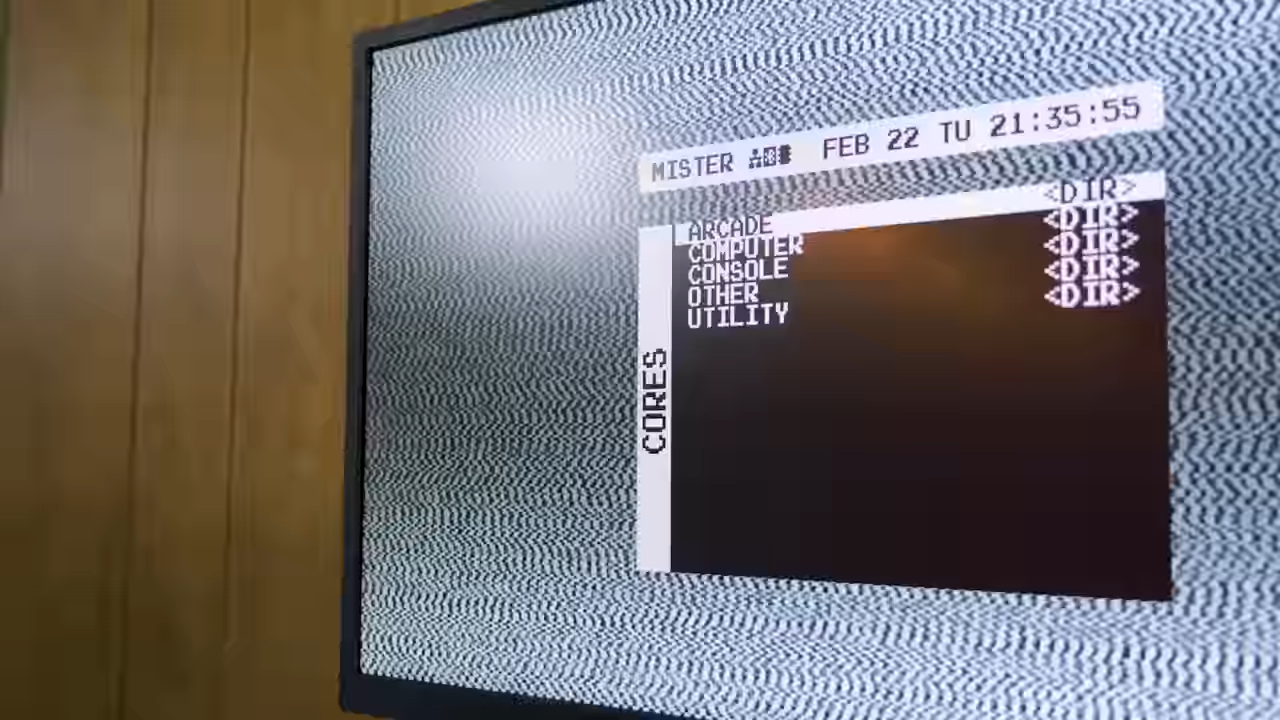 MISTER FEB 22 TU 21:35:55
ARCADE <DIR>
COMPUTER <DIR>
CONSOLE <DIR>
OTHER <DIR>
UTILITY <DIR>
CORES